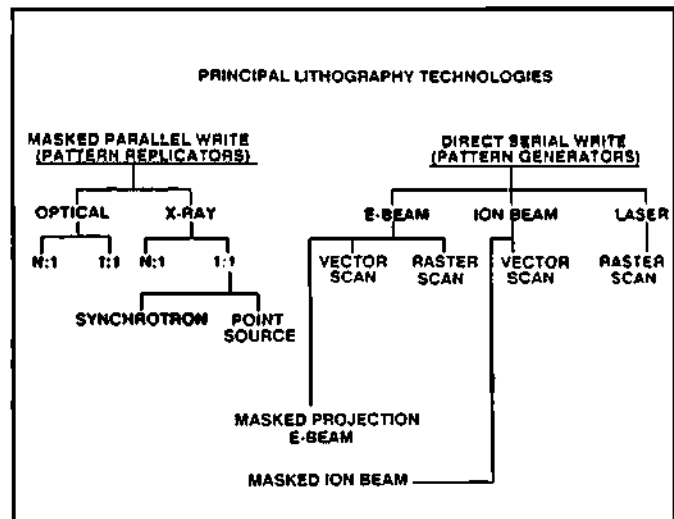 PRINCIPAL LITHOGRAPHY TECHNOLOGIES
MASKED PARALLEL WRITE
(PATTERN REPLICATORS)
DIRECT SERIAL WRITE
(PATTERN GENERATORS)
OPTICAL
X-RAY
E-BEAM
ION BEAM
LASER
N:1
1:1
N:1
1:1
VECTOR
SCAN
RASTER
SCAN
VECTOR
SCAN
RASTER
SCAN
SYNCHROTRON
POINT
SOURCE
MASKED PROJECTION
E-BEAM
MASKED ION BEAM